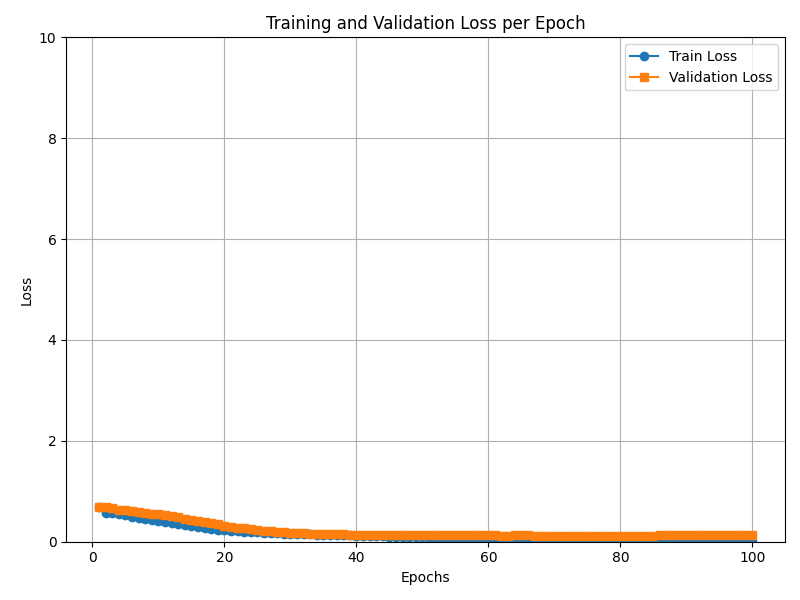 Training and Validation Loss per Epoch
10
8
6
4
2
0
Loss
Train Loss
Validation Loss
0 20 40 60 80 100
Epochs